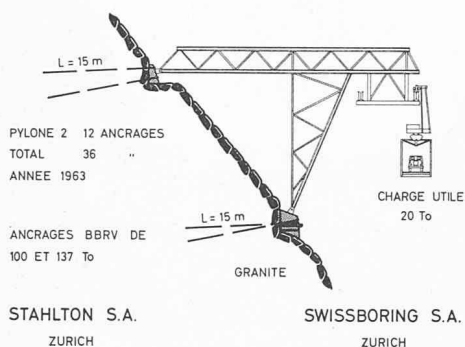 L = 15 m
PYLONE 2 12 ANCRAGES
TOTAL 36 "
ANNEE 1963
CHARGE UTILE
20 To
L = 15 m
ANCRAGES BBRV DE
100 ET 137 To
GRANITE
STAHLTON S.A.
ZURICH
SWISSBORING S.A.
ZURICH